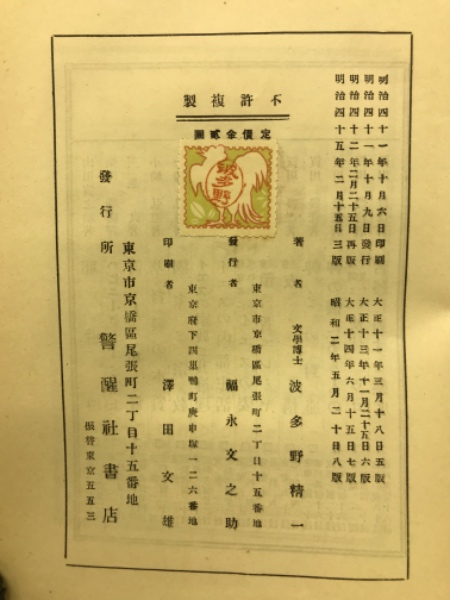 明治四十一年十月六日印刷
明治四十一年十月九日發行
明治四十二年二月二十五日再版
明治四十五年二月十五日三版
大正十一年三月十八日五版
大正十三年十一月二十五日六版
大正十四年六月十五日七版
昭和二年五月二十日八版
不許複製
定價金貳圓
波多野
著者 文學博士 波多野精一
東京市京橋區尾張町二丁目十五番地
發行者 福永文之助
東京府下西巢鴨町庚申塚一二六番地
印刷者 澤田文雄
東京市京橋區尾張町二丁目十五番地
發行所 警醒社書店
振替東京五五三